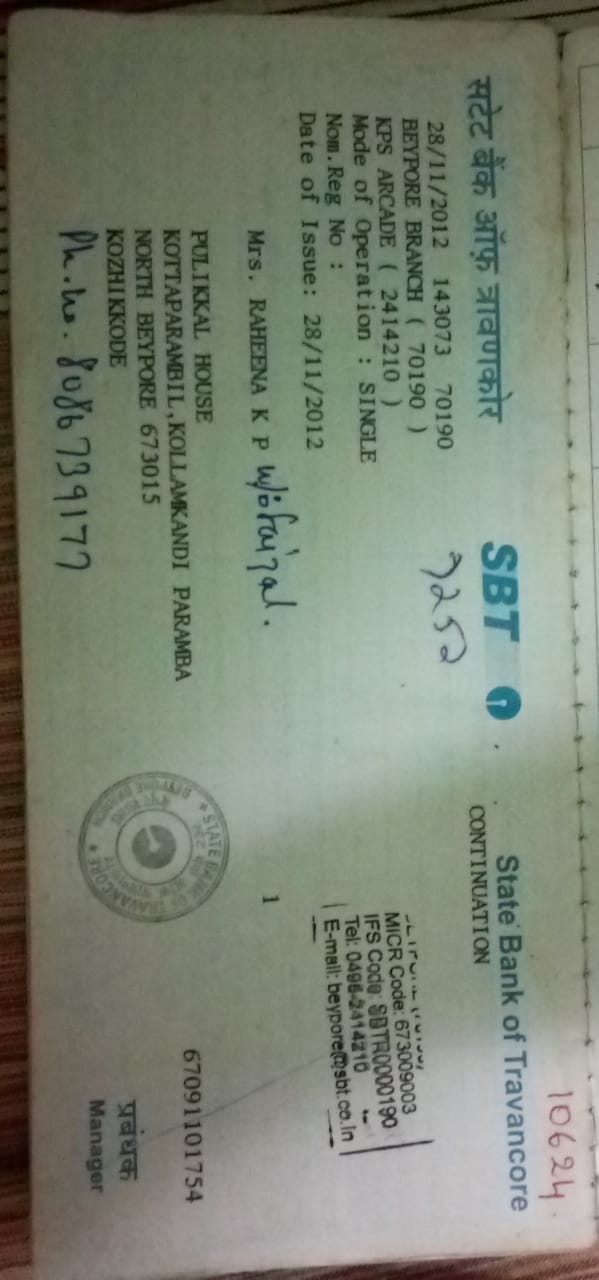 10624
सटेट बैंक ऑफ़ त्रावणकोर SBT State Bank of Travancore
CONTINUATION
28/11/2012 143073 70190
BEYPORE BRANCH ( 70190 )
KPS ARCADE ( 2414210 )
Mode of Operation : SINGLE
Nom.Reg No :
Date of Issue: 28/11/2012
7252
MICR Code: 673009003
IFS Code: SBTR0000190
Tel: 0495-2414210
E-mail: beypore@sbt.co.in
Mrs. RAHEENA K P w/o faizal.
1
PULIKKAL HOUSE
KOTTAPARAMBIL,KOLLAMKANDI PARAMBA
NORTH BEYPORE 673015
KOZHIKKODE
67091101754
Ph.no. 8086739177
STATE BANK OF TRAVANCORE
BEYPORE BRANCH
प्रबंधक
Manager